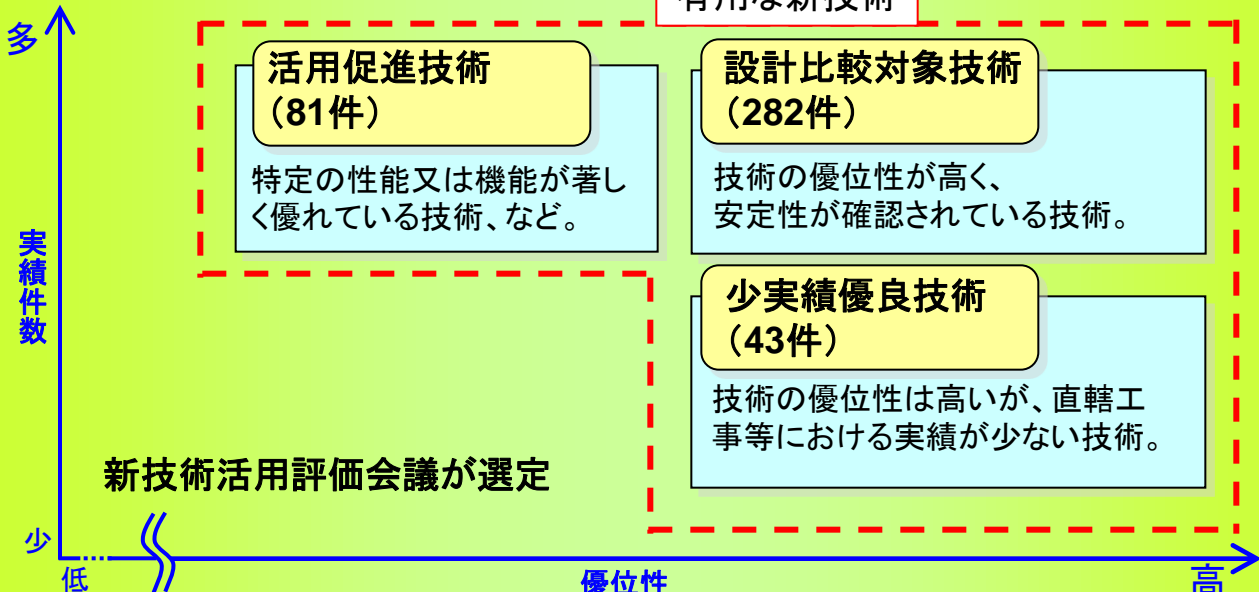 有用な新技術
多
活用促進技術
（81件）
特定の性能又は機能が著し
く優れている技術、など。
設計比較対象技術
（282件）
技術の優位性が高く、
安定性が確認されている技術。
実績件数
少実績優良技術
（43件）
技術の優位性は高いが、直轄工
事等における実績が少ない技術。
新技術活用評価会議が選定
少
低
優位性
高